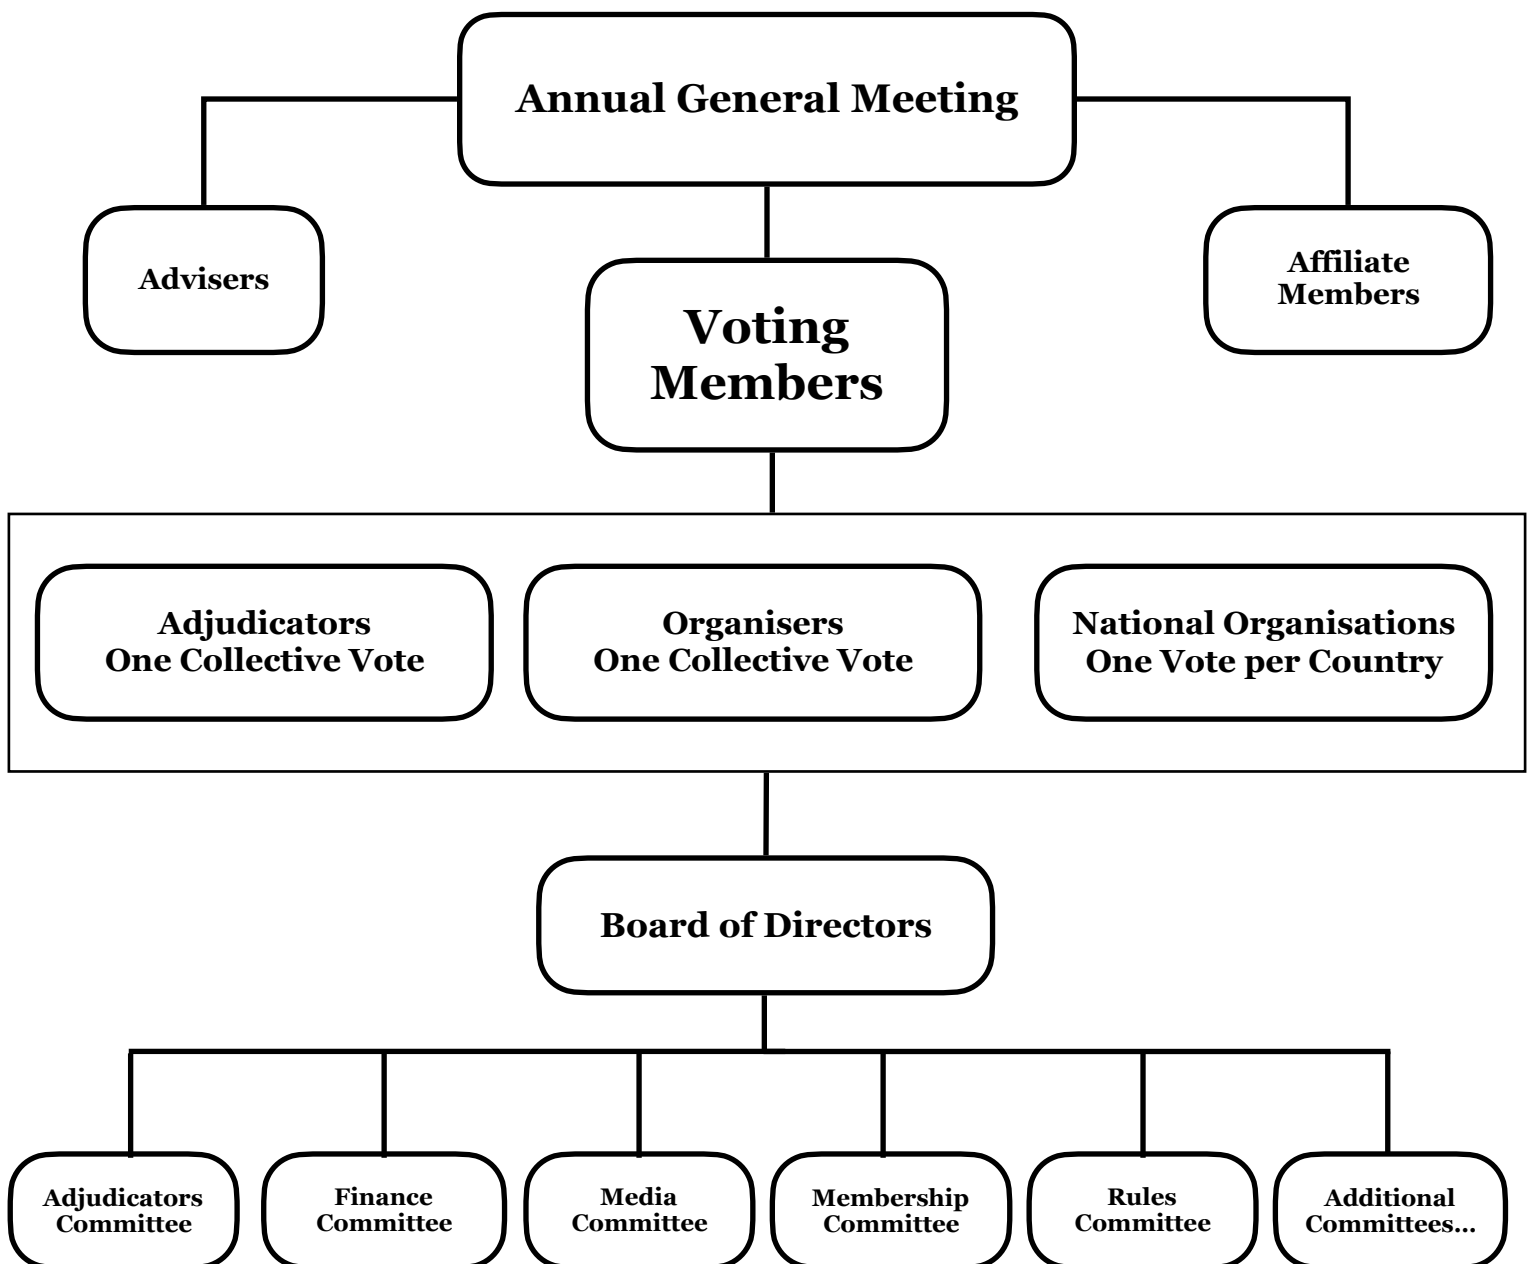 Annual General Meeting
Advisers
Affiliate
Members
Voting
Members
Adjudicators
One Collective Vote
Organisers
One Collective Vote
National Organisations
One Vote per Country
Board of Directors
Adjudicators
Committee
Finance
Committee
Media
Committee
Membership
Committee
Rules
Committee
Additional
Committees...